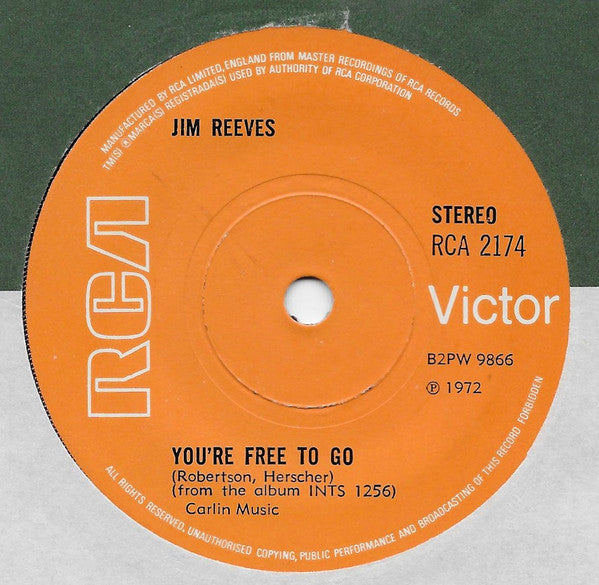 MANUFACTURED BY RCA LIMITED, ENGLAND FROM MASTER RECORDINGS OF RCA RECORDS
TM(S) ® MARCA(S) REGISTRADA(S) USED BY AUTHORITY OF RCA CORPORATION
JIM REEVES
RCA
STEREO
RCA 2174
Victor
B2PW 9866
℗ 1972
YOU'RE FREE TO GO
(Robertson, Herscher)
(from the album INTS 1256)
Carlin Music
ALL RIGHTS RESERVED. UNAUTHORISED COPYING, PUBLIC PERFORMANCE AND BROADCASTING OF THIS RECORD FORBIDDEN